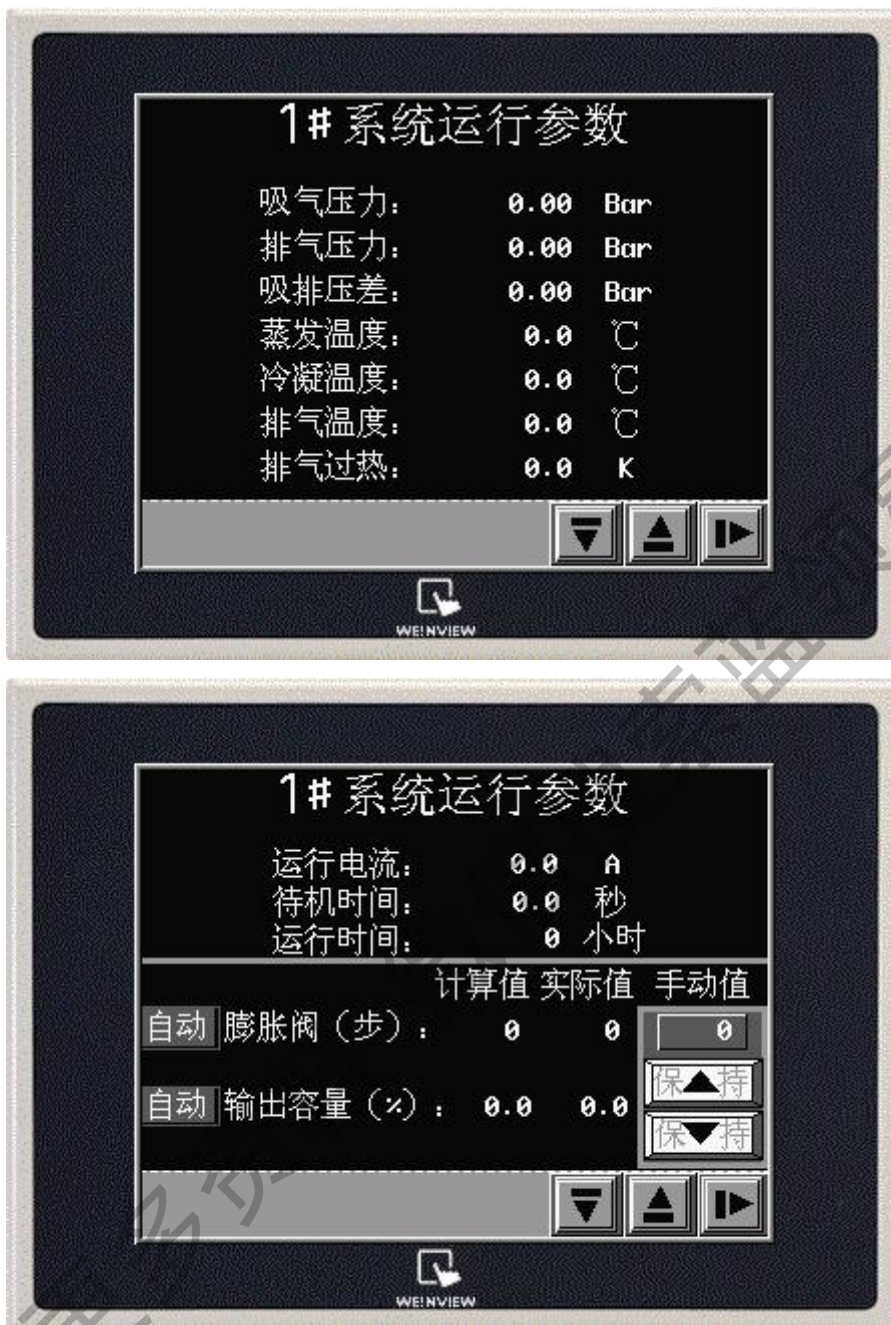 1# 系统运行参数
吸气压力: 0.00 Bar
排气压力: 0.00 Bar
吸排压差: 0.00 Bar
蒸发温度: 0.0 ℃
冷凝温度: 0.0 ℃
排气温度: 0.0 ℃
排气过热: 0.0 K
WEINVIEW
1# 系统运行参数
运行电流: 0.0 A
待机时间: 0.0 秒
运行时间: 0 小时
计算值 实际值 手动值
自动 膨胀阀（步）: 0 0 0
保▲持
自动 输出容量（%）: 0.0 0.0
保▼持
WEINVIEW